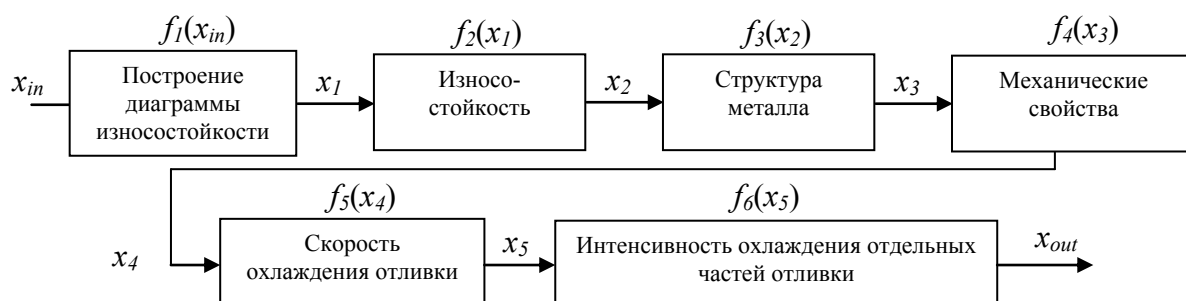 f1(xin)
f2(x1)
f3(x2)
f4(x3)
xin
Построение
диаграммы
износостойкости
x1
Износо-
стойкость
x2
Структура
металла
x3
Механические
свойства
f5(x4)
f6(x5)
x4
Скорость
охлаждения отливки
x5
Интенсивность охлаждения отдельных
частей отливки
xout